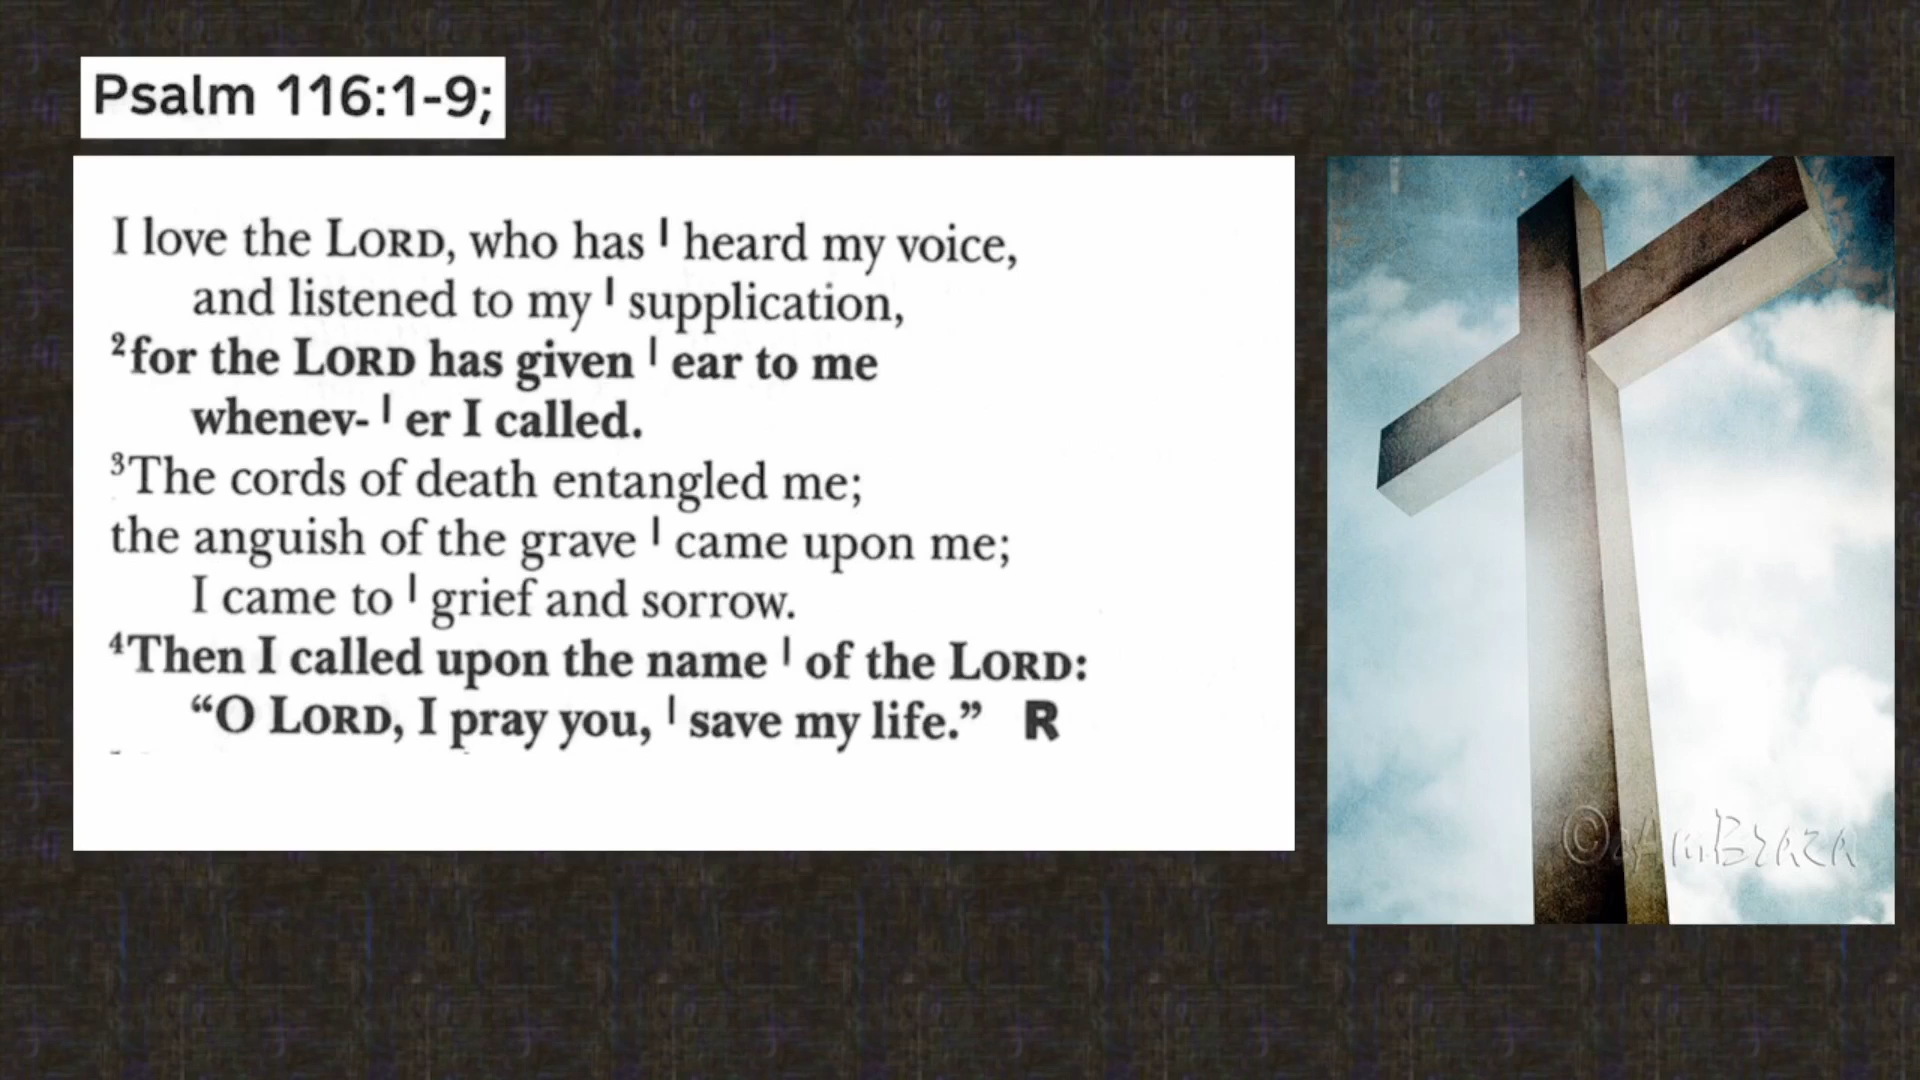 Psalm 116:1-9;
I love the LORD, who has | heard my voice,
and listened to my | supplication,
²for the LORD has given | ear to me
whenev- | er I called.
³The cords of death entangled me;
the anguish of the grave | came upon me;
I came to | grief and sorrow.
⁴Then I called upon the name | of the LORD:
“O LORD, I pray you, | save my life.” R
©